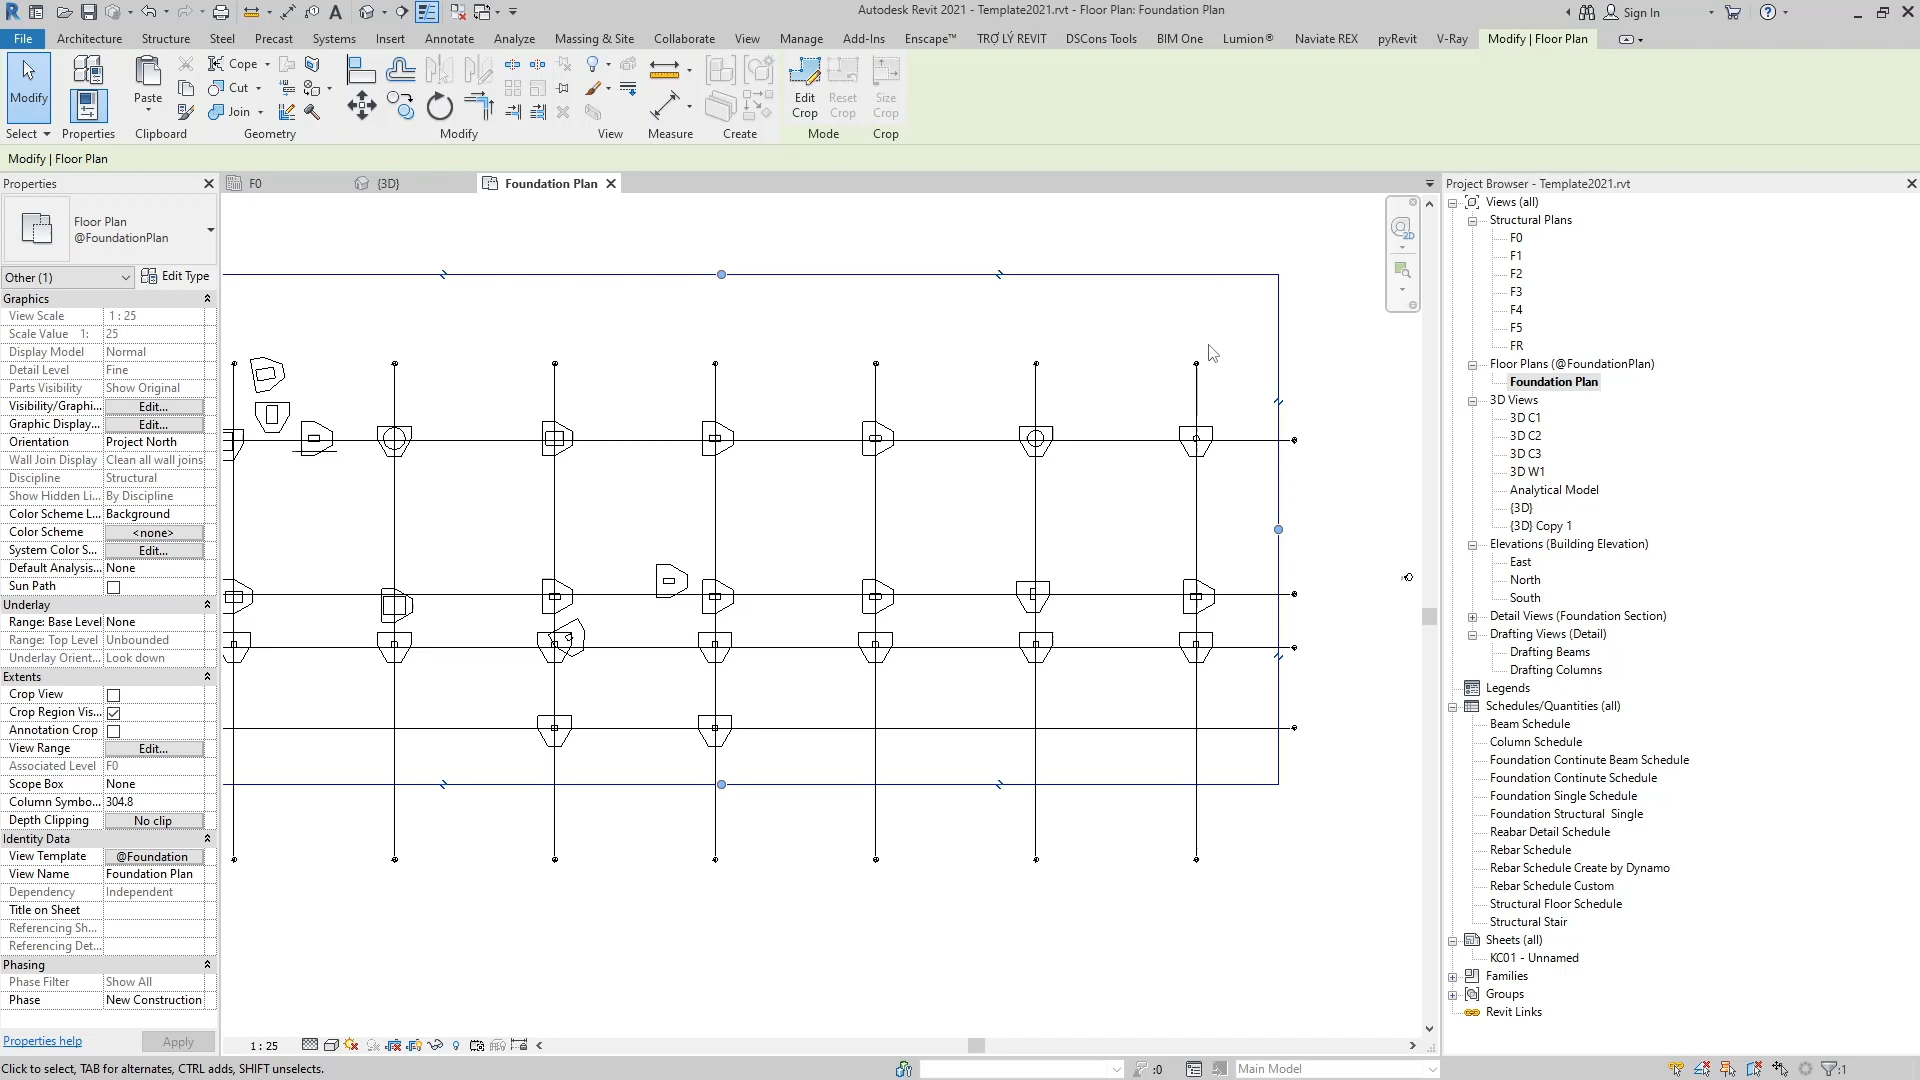 Autodesk Revit 2021 - Template2021.rvt - Floor Plan: Foundation Plan
Sign In
File Architecture Structure Steel Precast Systems Insert Annotate Analyze Massing & Site Collaborate View Manage Add-Ins Enscape™ TRỢ LÝ REVIT DSCons Tools BIM One Lumion® Naviate REX pyRevit V-Ray Modify | Floor Plan
Modify
Paste
Cope
Cut
Join
Edit Crop
Reset Crop
Size Crop
Select Properties Clipboard Geometry Modify View Measure Create Mode Crop
Modify | Floor Plan
Properties
F0
{3D}
Foundation Plan
Project Browser - Template2021.rvt
Floor Plan
@FoundationPlan
Other (1)
Edit Type
Graphics
View Scale 1 : 25
Scale Value 1: 25
Display Model Normal
Detail Level Fine
Parts Visibility Show Original
Visibility/Graphi... Edit...
Graphic Display... Edit...
Orientation Project North
Wall Join Display Clean all wall joins
Discipline Structural
Show Hidden Li... By Discipline
Color Scheme L... Background
Color Scheme <none>
System Color S... Edit...
Default Analysis... None
Sun Path
Underlay
Range: Base Level None
Range: Top Level Unbounded
Underlay Orient... Look down
Extents
Crop View
Crop Region Vis...
Annotation Crop
View Range Edit...
Associated Level F0
Scope Box None
Column Symbo... 304.8
Depth Clipping No clip
Identity Data
View Template @Foundation
View Name Foundation Plan
Dependency Independent
Title on Sheet
Referencing Sh...
Referencing Det...
Phasing
Phase Filter Show All
Phase New Construction
Properties help
Apply
2D
Views (all)
Structural Plans
F0
F1
F2
F3
F4
F5
FR
Floor Plans (@FoundationPlan)
Foundation Plan
3D Views
3D C1
3D C2
3D C3
3D W1
Analytical Model
{3D}
{3D} Copy 1
Elevations (Building Elevation)
East
North
South
Detail Views (Foundation Section)
Drafting Views (Detail)
Drafting Beams
Drafting Columns
Legends
Schedules/Quantities (all)
Beam Schedule
Column Schedule
Foundation Continute Beam Schedule
Foundation Continute Schedule
Foundation Single Schedule
Foundation Structural Single
Reabar Detail Schedule
Rebar Schedule
Rebar Schedule Create by Dynamo
Rebar Schedule Custom
Structural Floor Schedule
Structural Stair
Sheets (all)
KC01 - Unnamed
Families
Groups
Revit Links
1 : 25
Click to select, TAB for alternates, CTRL adds, SHIFT unselects.
:0
Main Model
:1